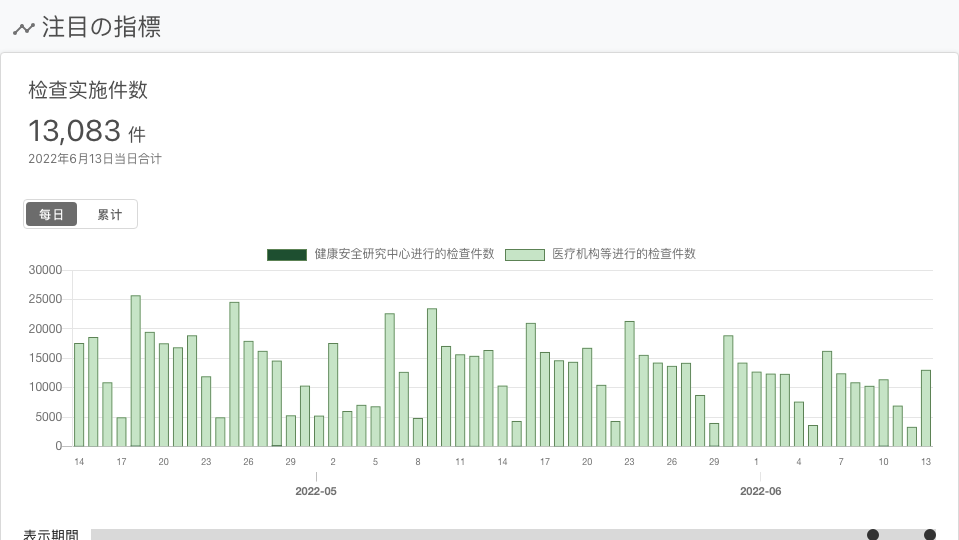 注目の指標
检查实施件数
13,083 件
2022年6月13日当日合计
每日 累计
健康安全研究中心进行的检查件数 医疗机构等进行的检查件数
30000
25000
20000
15000
10000
5000
0
14 17 20 23 26 29 2 5 8 11 14 17 20 23 26 29 1 4 7 10 13
2022-05 2022-06
表示期間